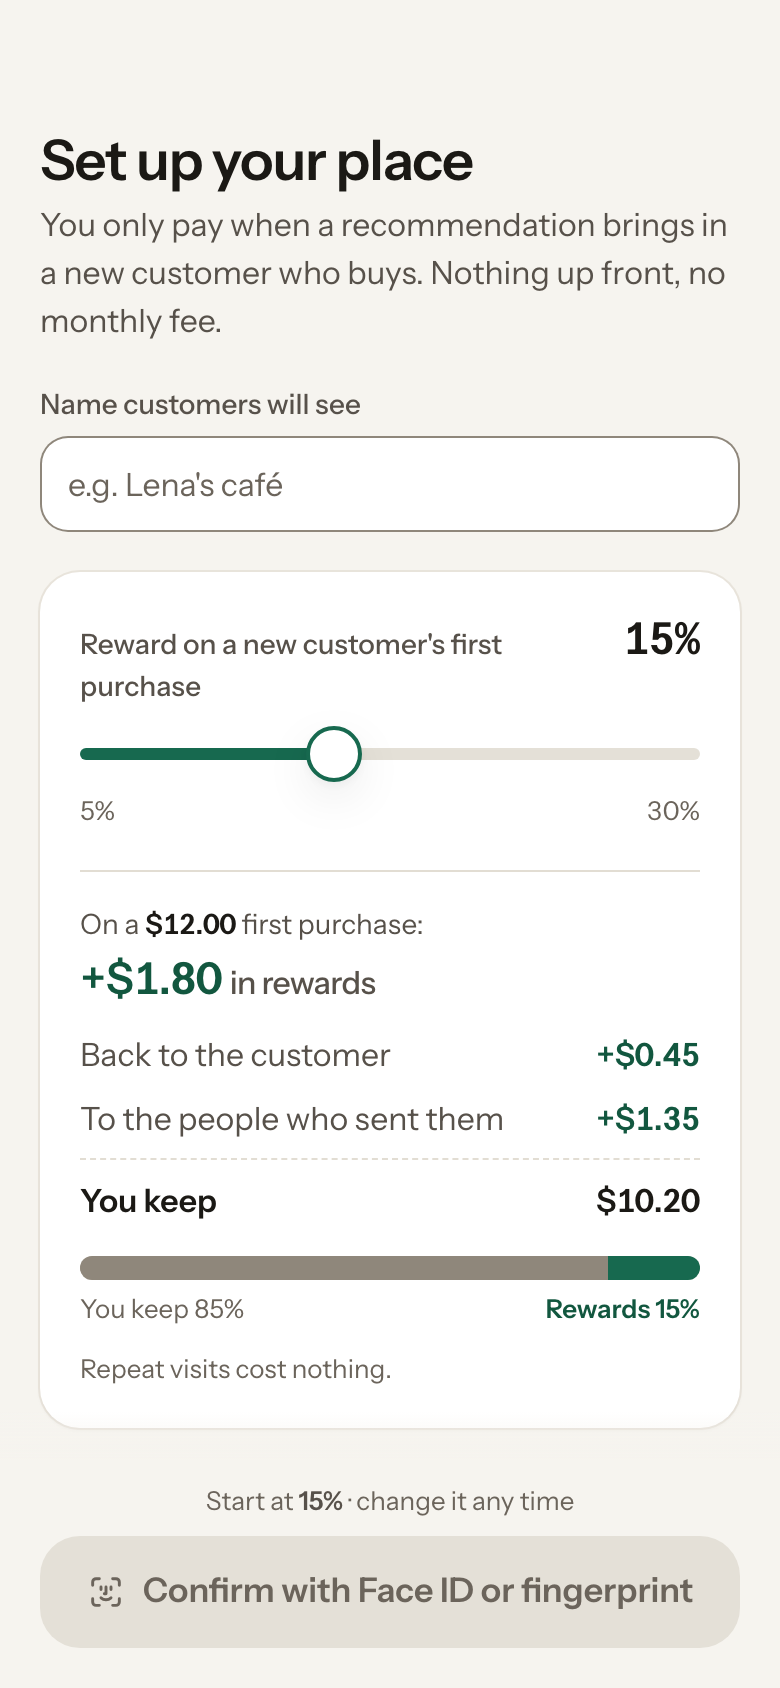 Set up your place
You only pay when a recommendation brings in
a new customer who buys. Nothing up front, no
monthly fee.
Name customers will see
e.g. Lena's café
Reward on a new customer's first
purchase
15%
5%
30%
On a $12.00 first purchase:
+$1.80 in rewards
Back to the customer +$0.45
To the people who sent them +$1.35
You keep $10.20
You keep 85% Rewards 15%
Repeat visits cost nothing.
Start at 15% · change it any time
Confirm with Face ID or fingerprint